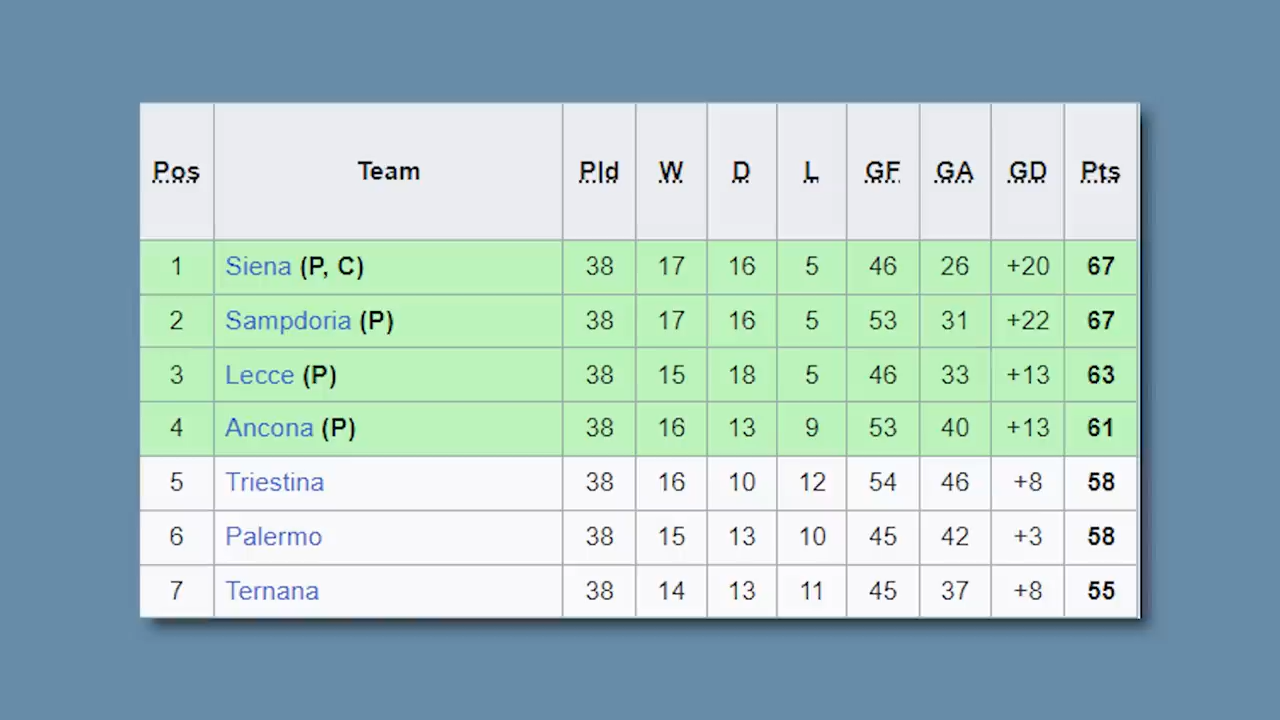 Pos Team Pld W D L GF GA GD Pts
1 Siena (P, C) 38 17 16 5 46 26 +20 67
2 Sampdoria (P) 38 17 16 5 53 31 +22 67
3 Lecce (P) 38 15 18 5 46 33 +13 63
4 Ancona (P) 38 16 13 9 53 40 +13 61
5 Triestina 38 16 10 12 54 46 +8 58
6 Palermo 38 15 13 10 45 42 +3 58
7 Ternana 38 14 13 11 45 37 +8 55